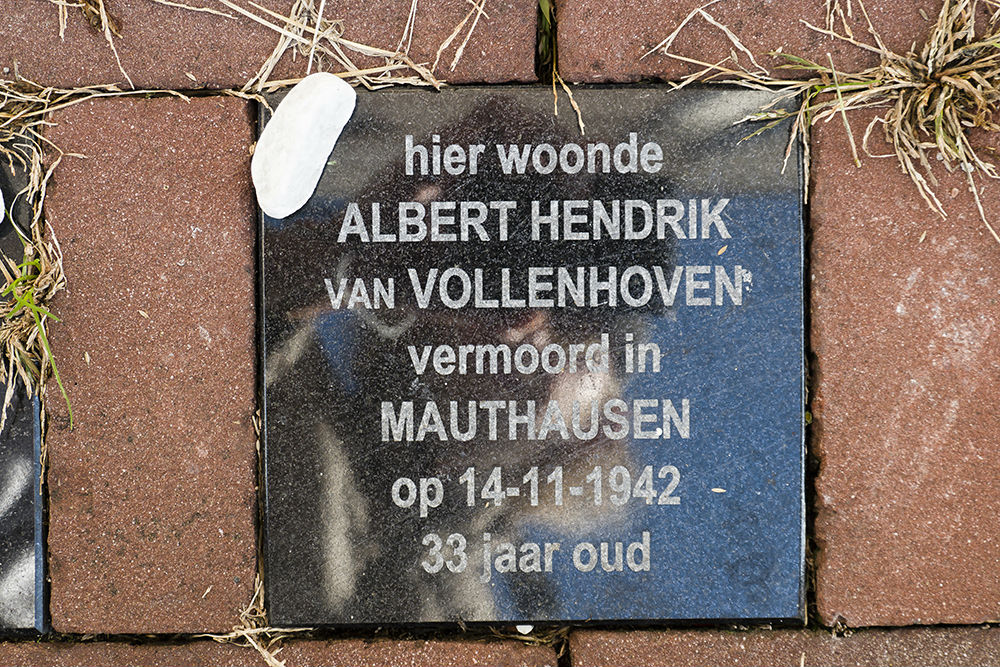 hier woonde
ALBERT HENDRIK
VAN VOLLENHOVEN
vermoord in
MAUTHAUSEN
op 14-11-1942
33 jaar oud